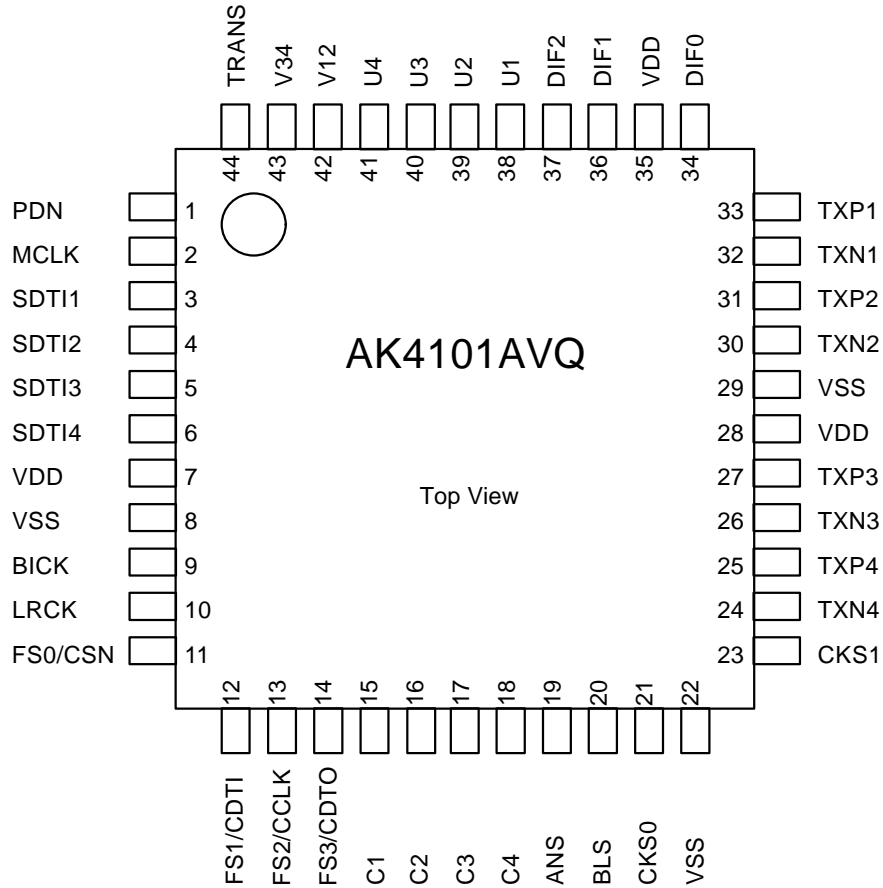 TRANS V34 V12 U4 U3 U2 U1 DIF2 DIF1 VDD DIF0
44 43 42 41 40 39 38 37 36 35 34
PDN 1 33 TXP1
MCLK 2 32 TXN1
SDTI1 3 31 TXP2
SDTI2 4 30 TXN2
AK4101AVQ
SDTI3 5 29 VSS
SDTI4 6 28 VDD
VDD 7 27 TXP3
Top View
VSS 8 26 TXN3
BICK 9 25 TXP4
LRCK 10 24 TXN4
FS0/CSN 11 23 CKS1
12 13 14 15 16 17 18 19 20 21 22
FS1/CDTI FS2/CCLK FS3/CDTO C1 C2 C3 C4 ANS BLS CKS0 VSS